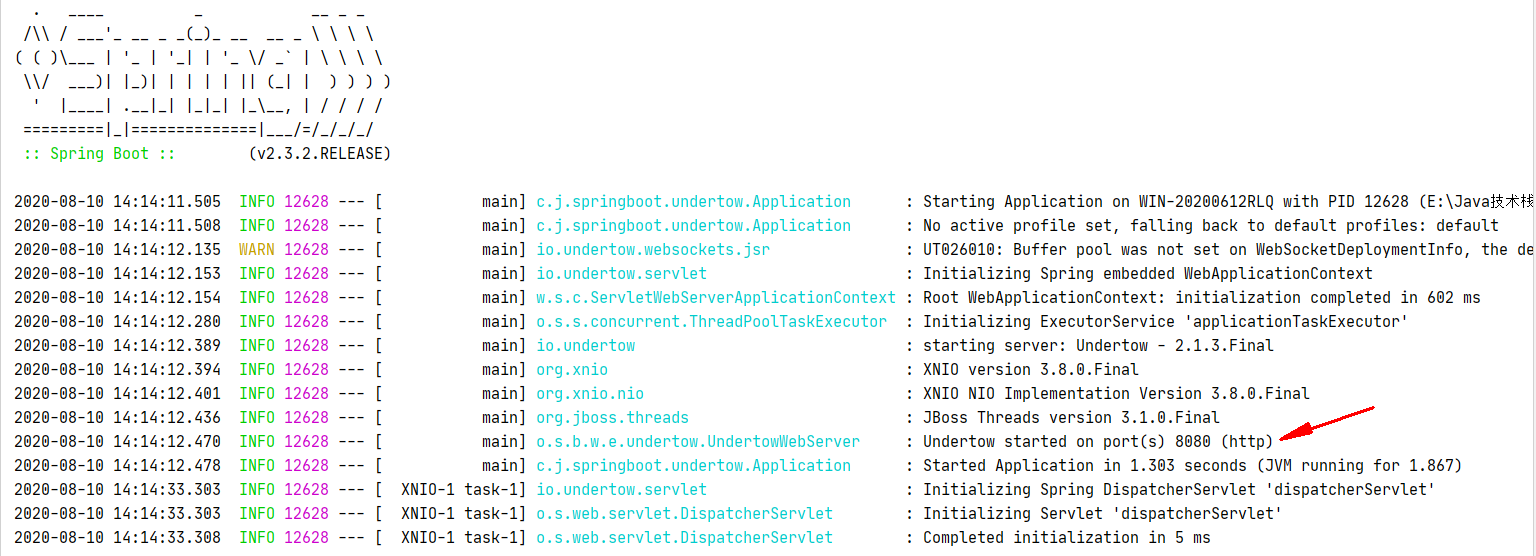 .   ____          _            __ _ _
 /\\ / ___'_ __ _ _(_)_ __  __ _ \ \ \ \
( ( )\___ | '_ | '_| | '_ \/ _` | \ \ \ \
 \\/  ___)| |_)| | | | | || (_| |  ) ) ) )
  '  |____| .__|_| |_|_| |_\__, | / / / /
 =========|_|==============|___/=/_/_/_/
 :: Spring Boot ::        (v2.3.2.RELEASE)
2020-08-10 14:14:11.505  INFO 12628 --- [           main] c.j.springboot.undertow.Application      : Starting Application on WIN-20200612RLQ with PID 12628 (E:\Java技术栈
2020-08-10 14:14:11.508  INFO 12628 --- [           main] c.j.springboot.undertow.Application      : No active profile set, falling back to default profiles: default
2020-08-10 14:14:12.135  WARN 12628 --- [           main] io.undertow.websockets.jsr               : UT026010: Buffer pool was not set on WebSocketDeploymentInfo, the de
2020-08-10 14:14:12.153  INFO 12628 --- [           main] io.undertow.servlet                      : Initializing Spring embedded WebApplicationContext
2020-08-10 14:14:12.154  INFO 12628 --- [           main] w.s.c.ServletWebServerApplicationContext : Root WebApplicationContext: initialization completed in 602 ms
2020-08-10 14:14:12.280  INFO 12628 --- [           main] o.s.s.concurrent.ThreadPoolTaskExecutor  : Initializing ExecutorService 'applicationTaskExecutor'
2020-08-10 14:14:12.389  INFO 12628 --- [           main] io.undertow                              : starting server: Undertow - 2.1.3.Final
2020-08-10 14:14:12.394  INFO 12628 --- [           main] org.xnio                                 : XNIO version 3.8.0.Final
2020-08-10 14:14:12.401  INFO 12628 --- [           main] org.xnio.nio                             : XNIO NIO Implementation Version 3.8.0.Final
2020-08-10 14:14:12.436  INFO 12628 --- [           main] org.jboss.threads                        : JBoss Threads version 3.1.0.Final
2020-08-10 14:14:12.470  INFO 12628 --- [           main] o.s.b.w.e.undertow.UndertowWebServer     : Undertow started on port(s) 8080 (http)
2020-08-10 14:14:12.478  INFO 12628 --- [           main] c.j.springboot.undertow.Application      : Started Application in 1.303 seconds (JVM running for 1.867)
2020-08-10 14:14:33.303  INFO 12628 --- [  XNIO-1 task-1] io.undertow.servlet                      : Initializing Spring DispatcherServlet 'dispatcherServlet'
2020-08-10 14:14:33.303  INFO 12628 --- [  XNIO-1 task-1] o.s.web.servlet.DispatcherServlet        : Initializing Servlet 'dispatcherServlet'
2020-08-10 14:14:33.308  INFO 12628 --- [  XNIO-1 task-1] o.s.web.servlet.DispatcherServlet        : Completed initialization in 5 ms